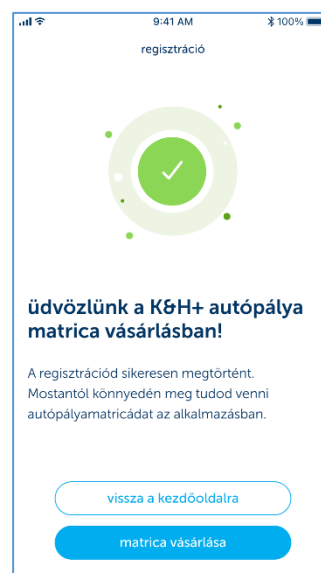 9:41 AM
100%
regisztráció
üdvözlünk a K&H+ autópálya
matrica vásárlásban!
A regisztrációd sikeresen megtörtént.
Mostantól könnyedén meg tudod venni
autópályamatricádat az alkalmazásban.
vissza a kezdőoldalra
matrica vásárlása